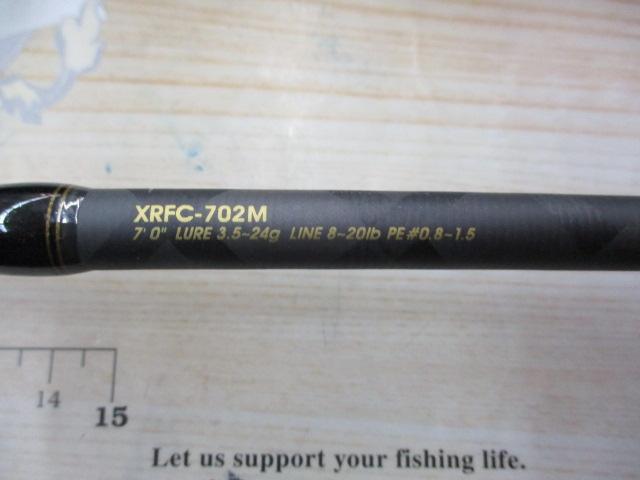 XRFC-702M
7'0" LURE 3.5~24g LINE 8~20lb PE#0.8~1.5
14
15
Let us support your fishing life.